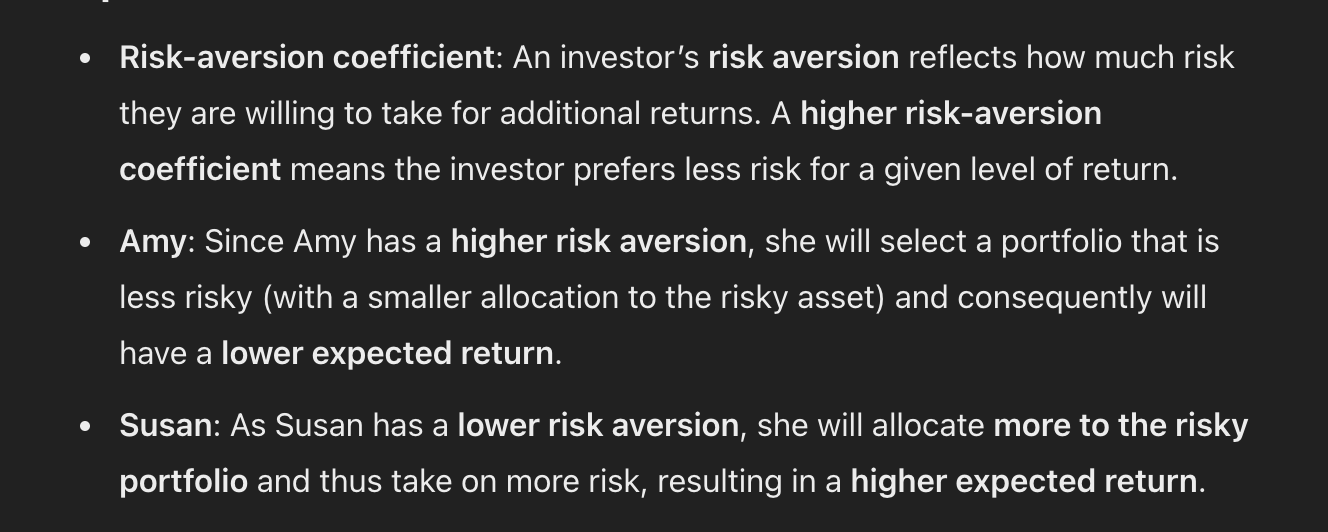 • Risk-aversion coefficient: An investor’s risk aversion reflects how much risk
they are willing to take for additional returns. A higher risk-aversion
coefficient means the investor prefers less risk for a given level of return.
• Amy: Since Amy has a higher risk aversion, she will select a portfolio that is
less risky (with a smaller allocation to the risky asset) and consequently will
have a lower expected return.
• Susan: As Susan has a lower risk aversion, she will allocate more to the risky
portfolio and thus take on more risk, resulting in a higher expected return.